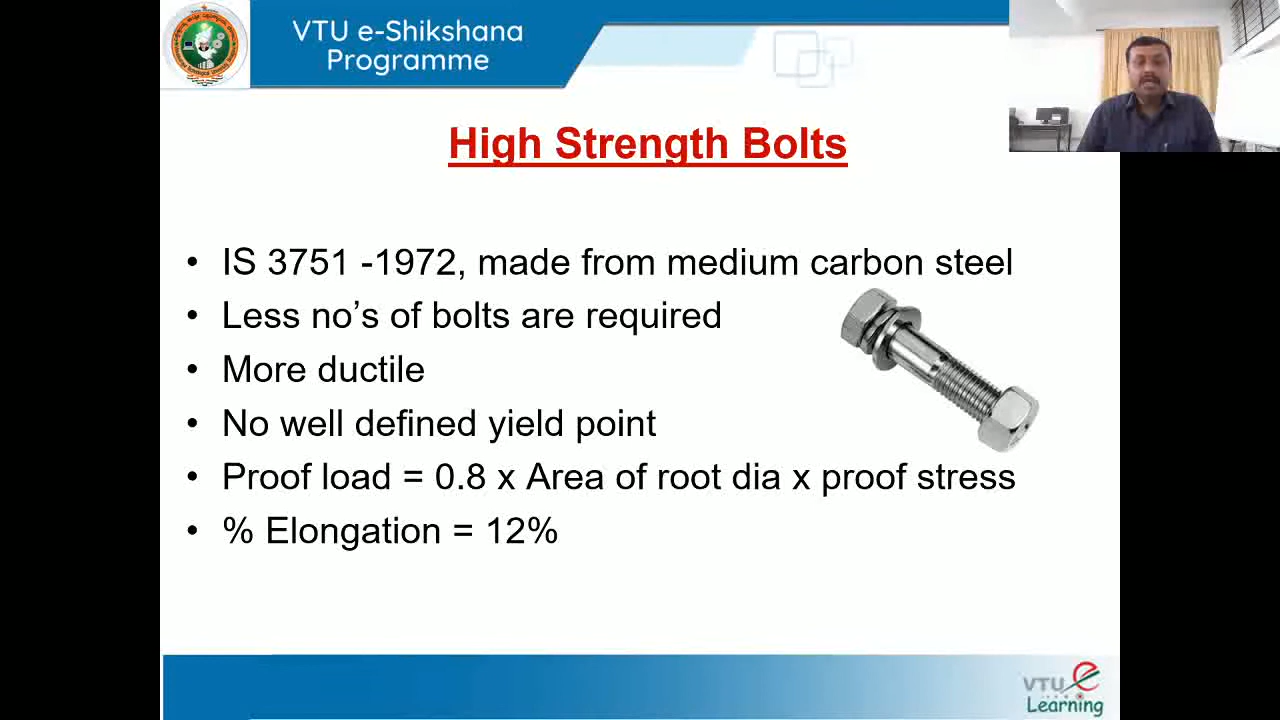 VTU e-Shikshana
Programme
High Strength Bolts
• IS 3751 -1972, made from medium carbon steel
• Less no’s of bolts are required
• More ductile
• No well defined yield point
• Proof load = 0.8 x Area of root dia x proof stress
• % Elongation = 12%
VTU e
Learning